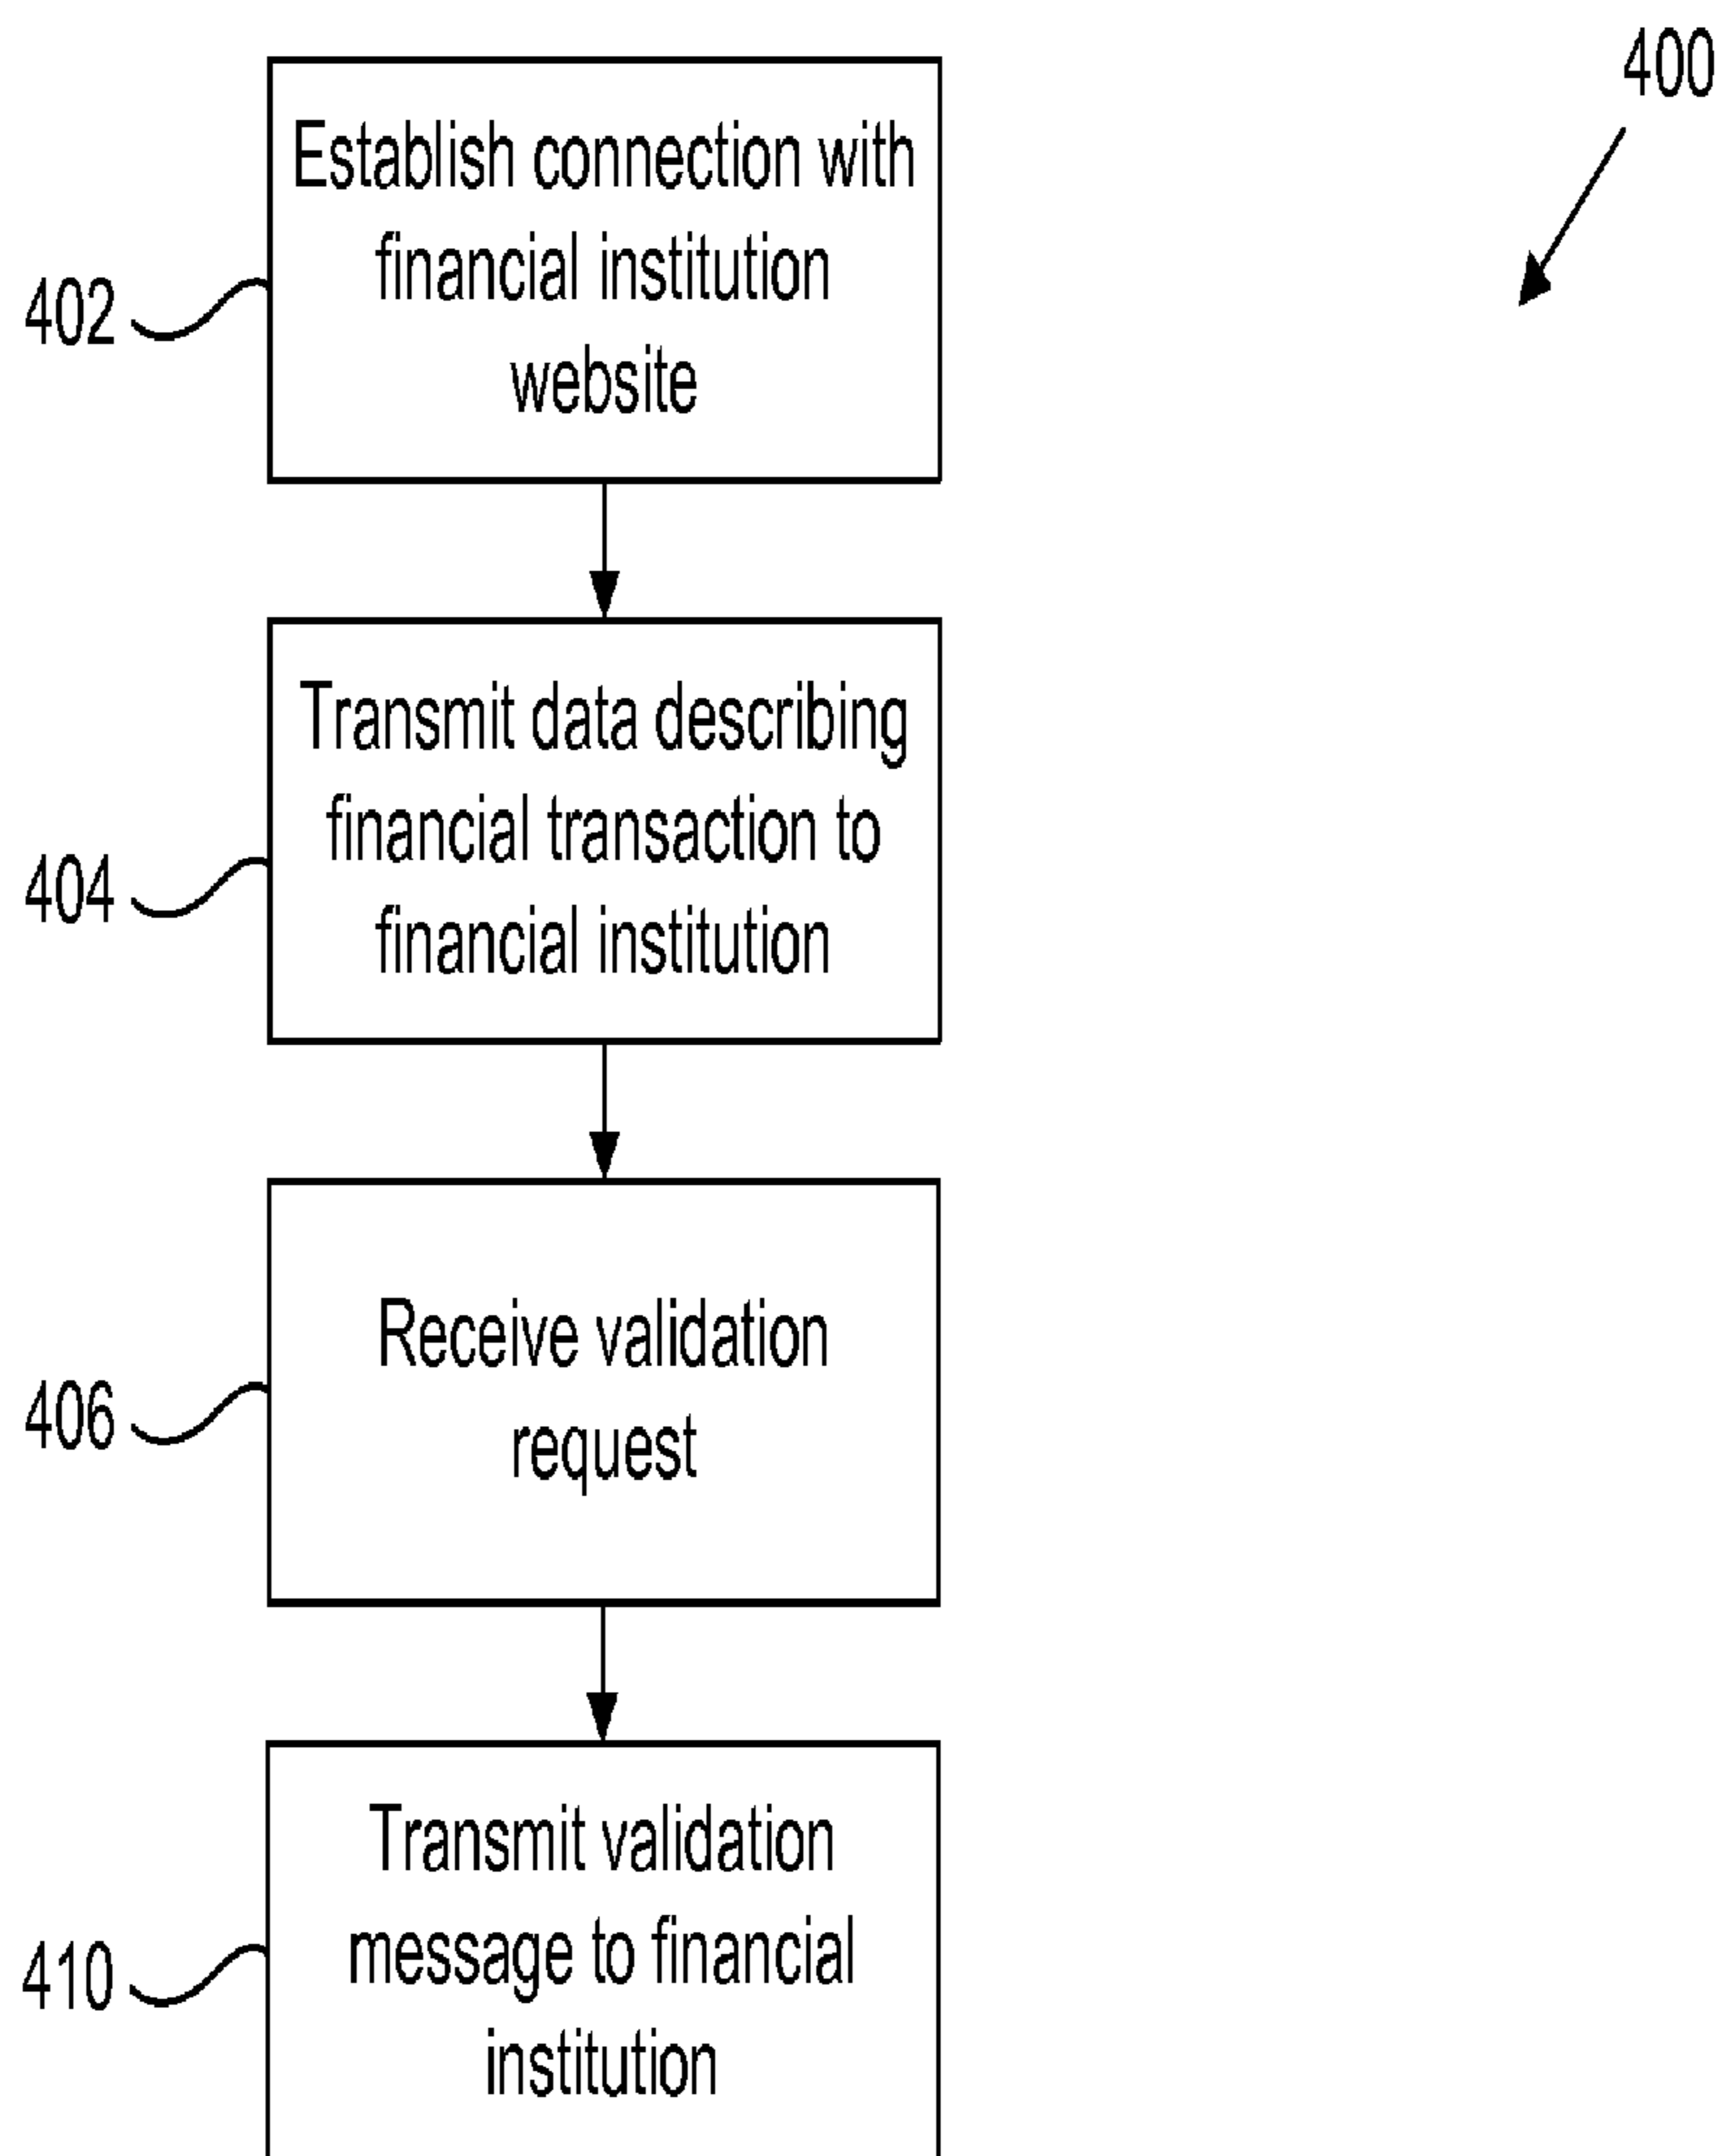 400
Establish connection with
financial institution
website
402
Transmit data describing
financial transaction to
financial institution
404
Receive validation
request
406
Transmit validation
message to financial
institution
410